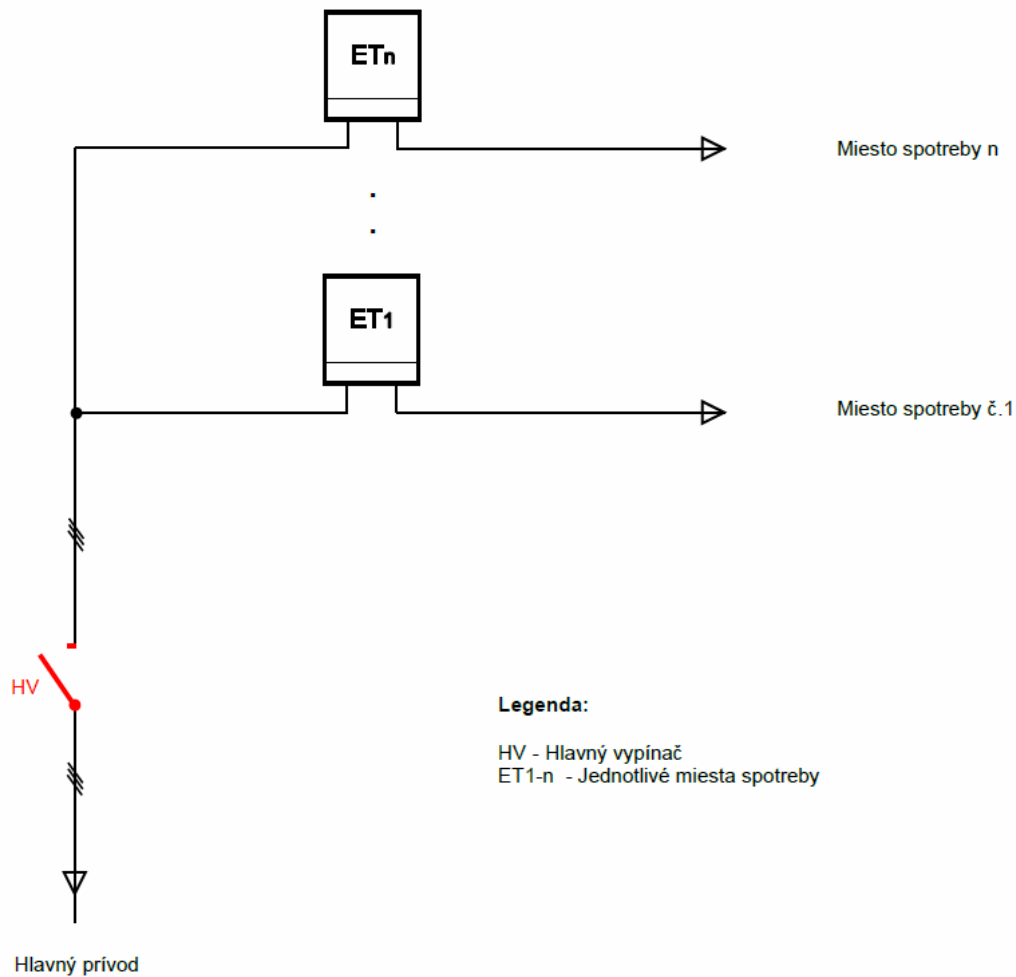 ETn
Miesto spotreby n
ET1
Miesto spotreby č.1
HV
Legenda:
HV - Hlavný vypínač
ET1-n - Jednotlivé miesta spotreby
Hlavný prívod